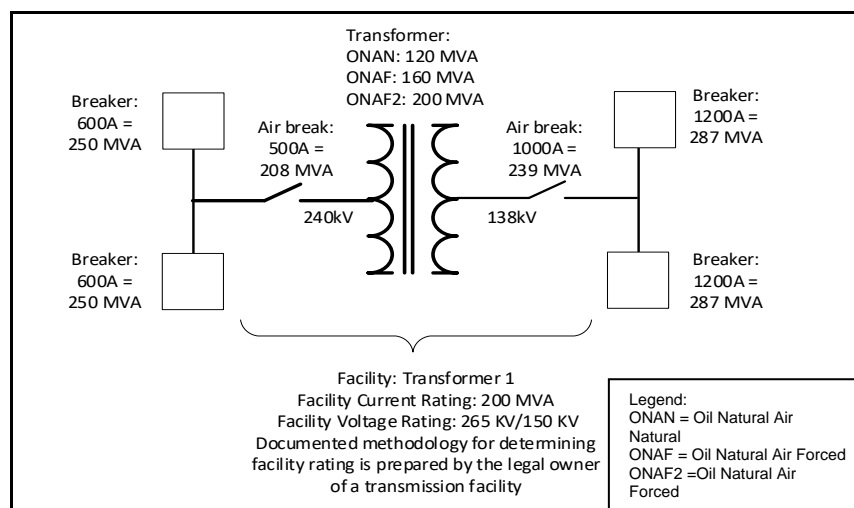 Transformer:
ONAN: 120 MVA
ONAF: 160 MVA
ONAF2: 200 MVA
Breaker:
600A =
250 MVA
Air break:
500A =
208 MVA
Air break:
1000A =
239 MVA
Breaker:
1200A =
287 MVA
240kV
138kV
Breaker:
600A =
250 MVA
Breaker:
1200A =
287 MVA
Facility: Transformer 1
Facility Current Rating: 200 MVA
Facility Voltage Rating: 265 KV/150 KV
Documented methodology for determining
facility rating is prepared by the legal owner
of a transmission facility
Legend:
ONAN = Oil Natural Air
Natural
ONAF = Oil Natural Air Forced
ONAF2 =Oil Natural Air
Forced